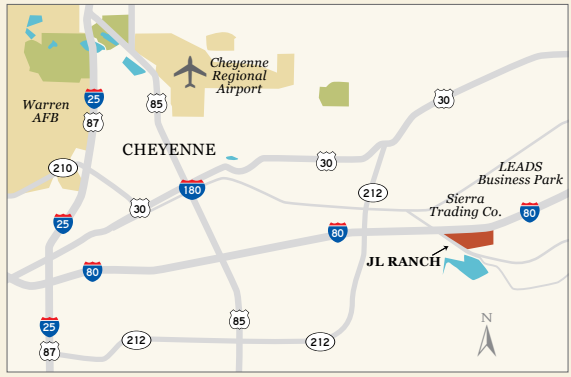 Cheyenne
Regional
Airport
25
85
30
Warren
AFB
87
CHEYENNE
30
210
180
212
LEADS
Business Park
Sierra
Trading Co.
30
80
25
80
JL RANCH
80
N
85
25
212
212
87